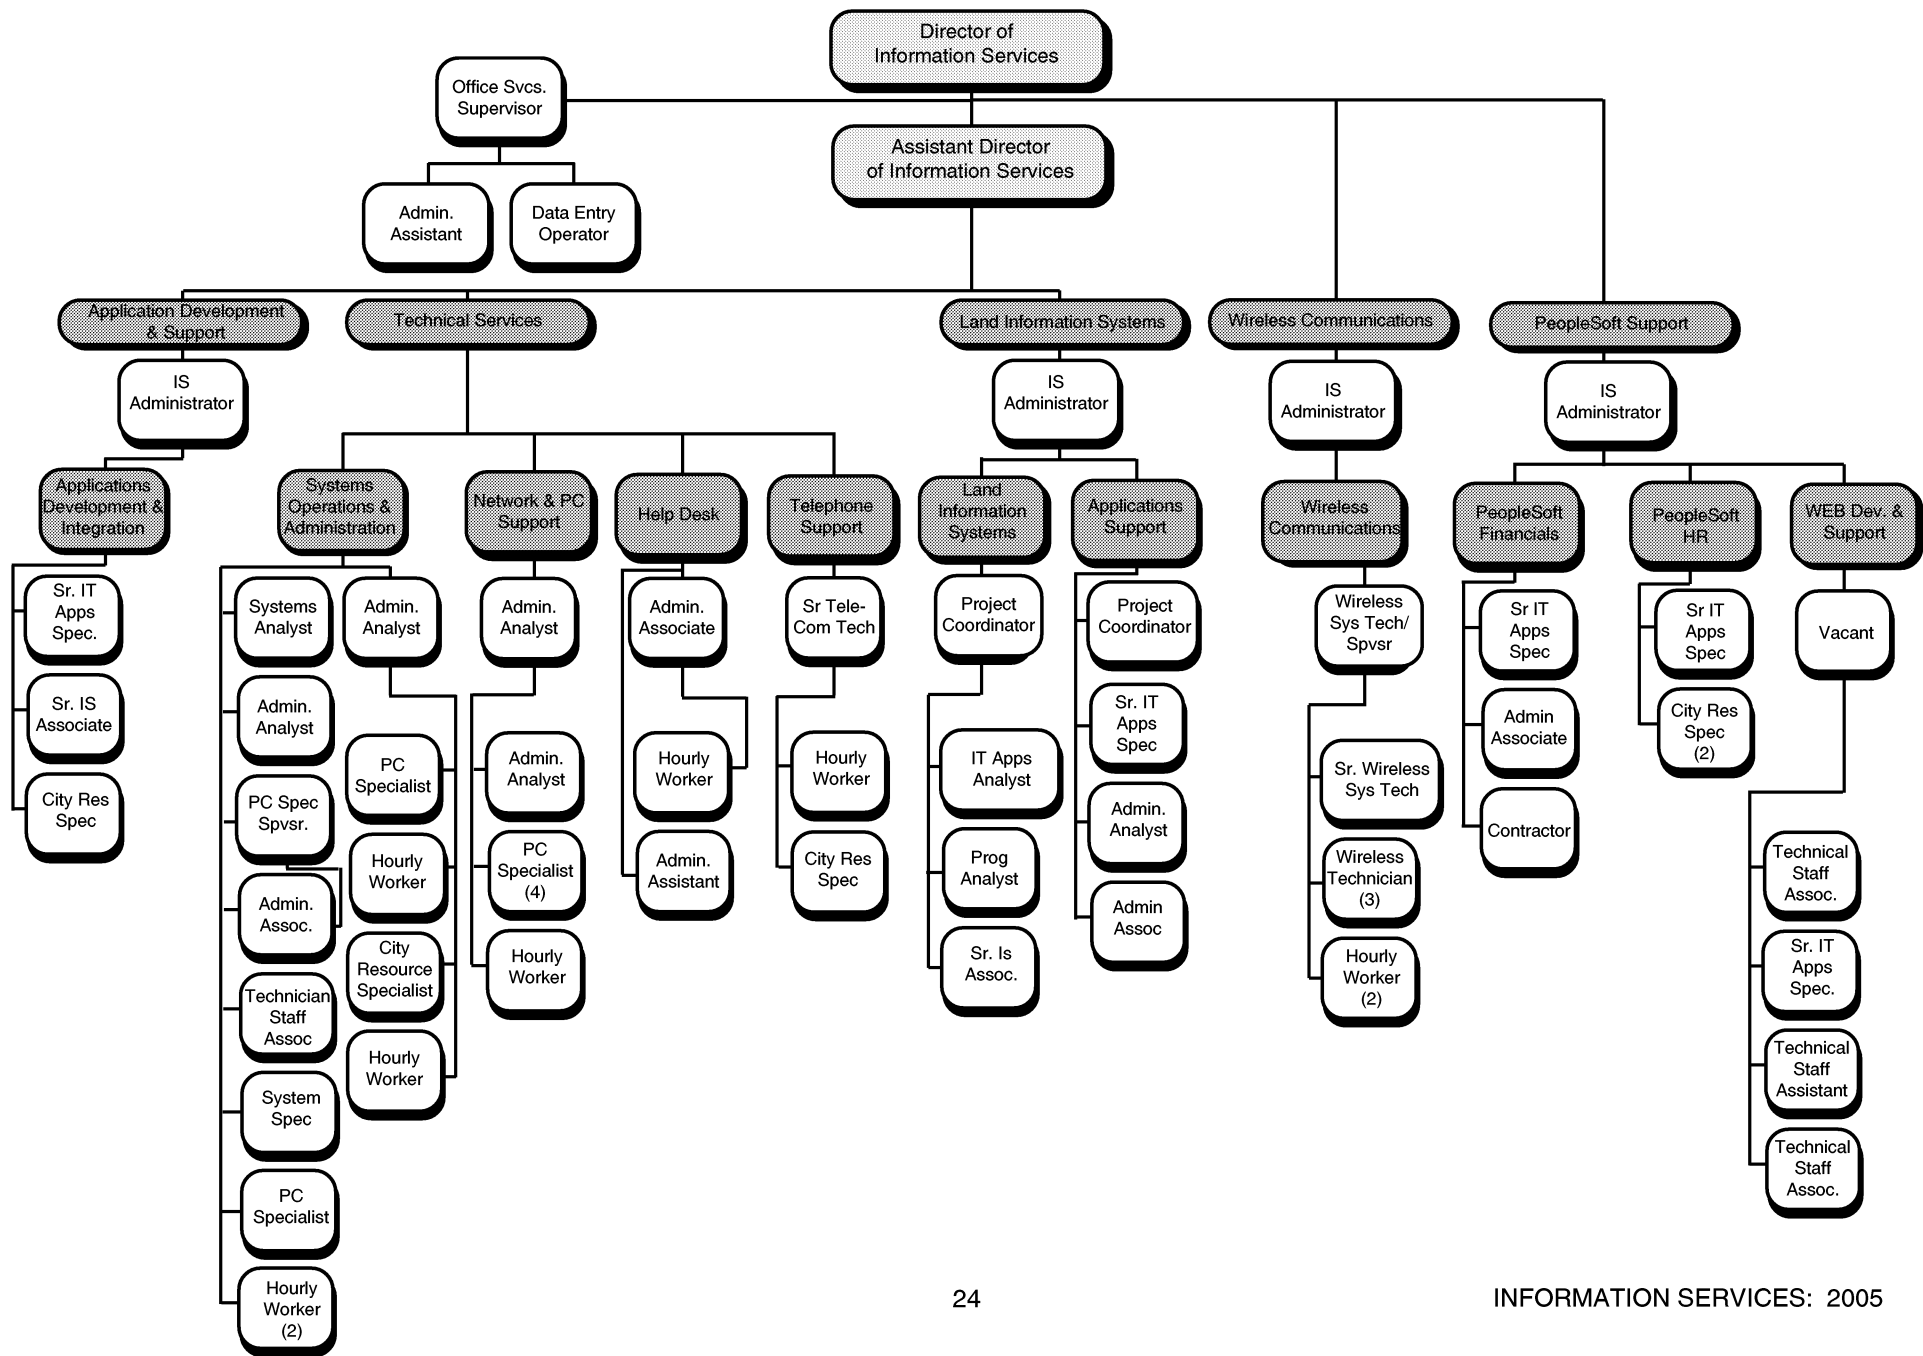 Director of
Information Services
Office Svcs.
Supervisor
Assistant Director
of Information Services
Admin.
Assistant
Data Entry
Operator
Application Development
& Support
Technical Services
Land Information Systems
Wireless Communications
PeopleSoft Support
IS
Administrator
IS
Administrator
IS
Administrator
IS
Administrator
Applications
Development &
Integration
Systems
Operations &
Administration
Network & PC
Support
Help Desk
Telephone
Support
Land
Information
Systems
Applications
Support
Wireless
Communications
PeopleSoft
Financials
PeopleSoft
HR
WEB Dev. &
Support
Sr. IT
Apps
Spec.
Sr. IS
Associate
City Res
Spec
Systems
Analyst
Admin.
Analyst
PC Spec
Spvsr.
Admin.
Assoc.
Technician
Staff
Assoc
System
Spec
PC
Specialist
Hourly
Worker
(2)
Admin.
Analyst
PC
Specialist
Hourly
Worker
City
Resource
Specialist
Hourly
Worker
Admin.
Analyst
Admin.
Analyst
PC
Specialist
(4)
Hourly
Worker
Admin.
Associate
Hourly
Worker
Admin.
Assistant
Sr Tele-
Com Tech
Hourly
Worker
City Res
Spec
Project
Coordinator
IT Apps
Analyst
Prog
Analyst
Sr. Is
Assoc.
Project
Coordinator
Sr. IT
Apps
Spec
Admin.
Analyst
Admin
Assoc
Wireless
Sys Tech/
Spvsr
Sr. Wireless
Sys Tech
Wireless
Technician
(3)
Hourly
Worker
(2)
Sr IT
Apps
Spec
Admin
Associate
Contractor
Sr IT
Apps
Spec
City Res
Spec
(2)
Vacant
Technical
Staff
Assoc.
Sr. IT
Apps
Spec.
Technical
Staff
Assistant
Technical
Staff
Assoc.
24
INFORMATION SERVICES:  2005